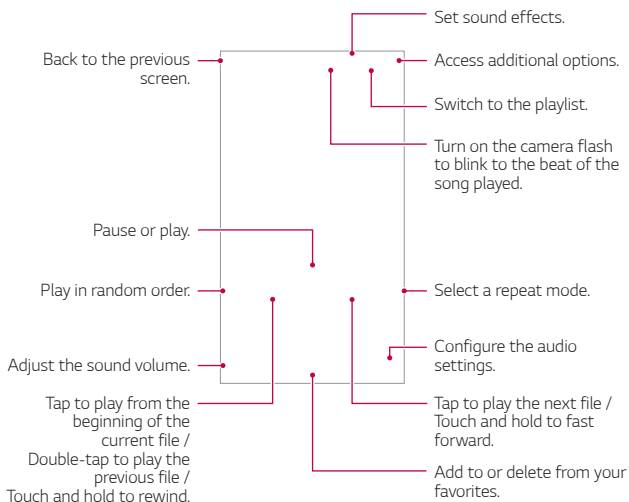 Set sound effects.
Back to the previous
screen.
Access additional options.
Switch to the playlist.
Turn on the camera flash
to blink to the beat of the
song played.
Pause or play.
Play in random order.
Select a repeat mode.
Adjust the sound volume.
Configure the audio
settings.
Tap to play from the
beginning of the
current file /
Double-tap to play the
previous file /
Touch and hold to rewind.
Tap to play the next file /
Touch and hold to fast
forward.
Add to or delete from your
favorites.